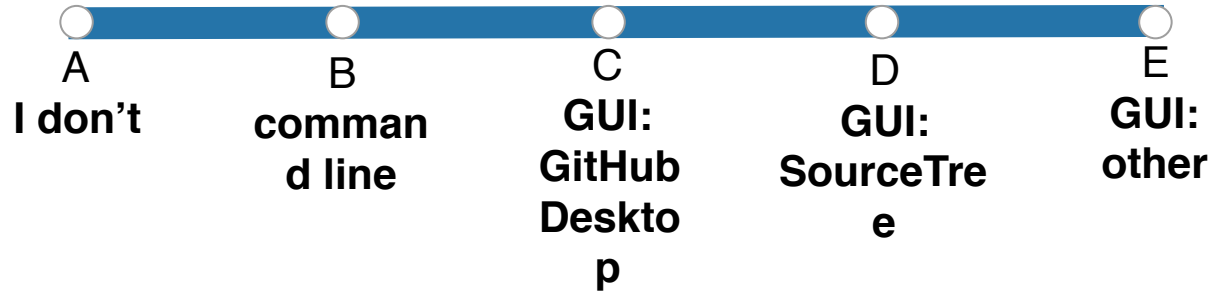 A
I don’t
B
comman
d line
C
GUI:
GitHub
Deskto
p
D
GUI:
SourceTre
e
E
GUI:
other